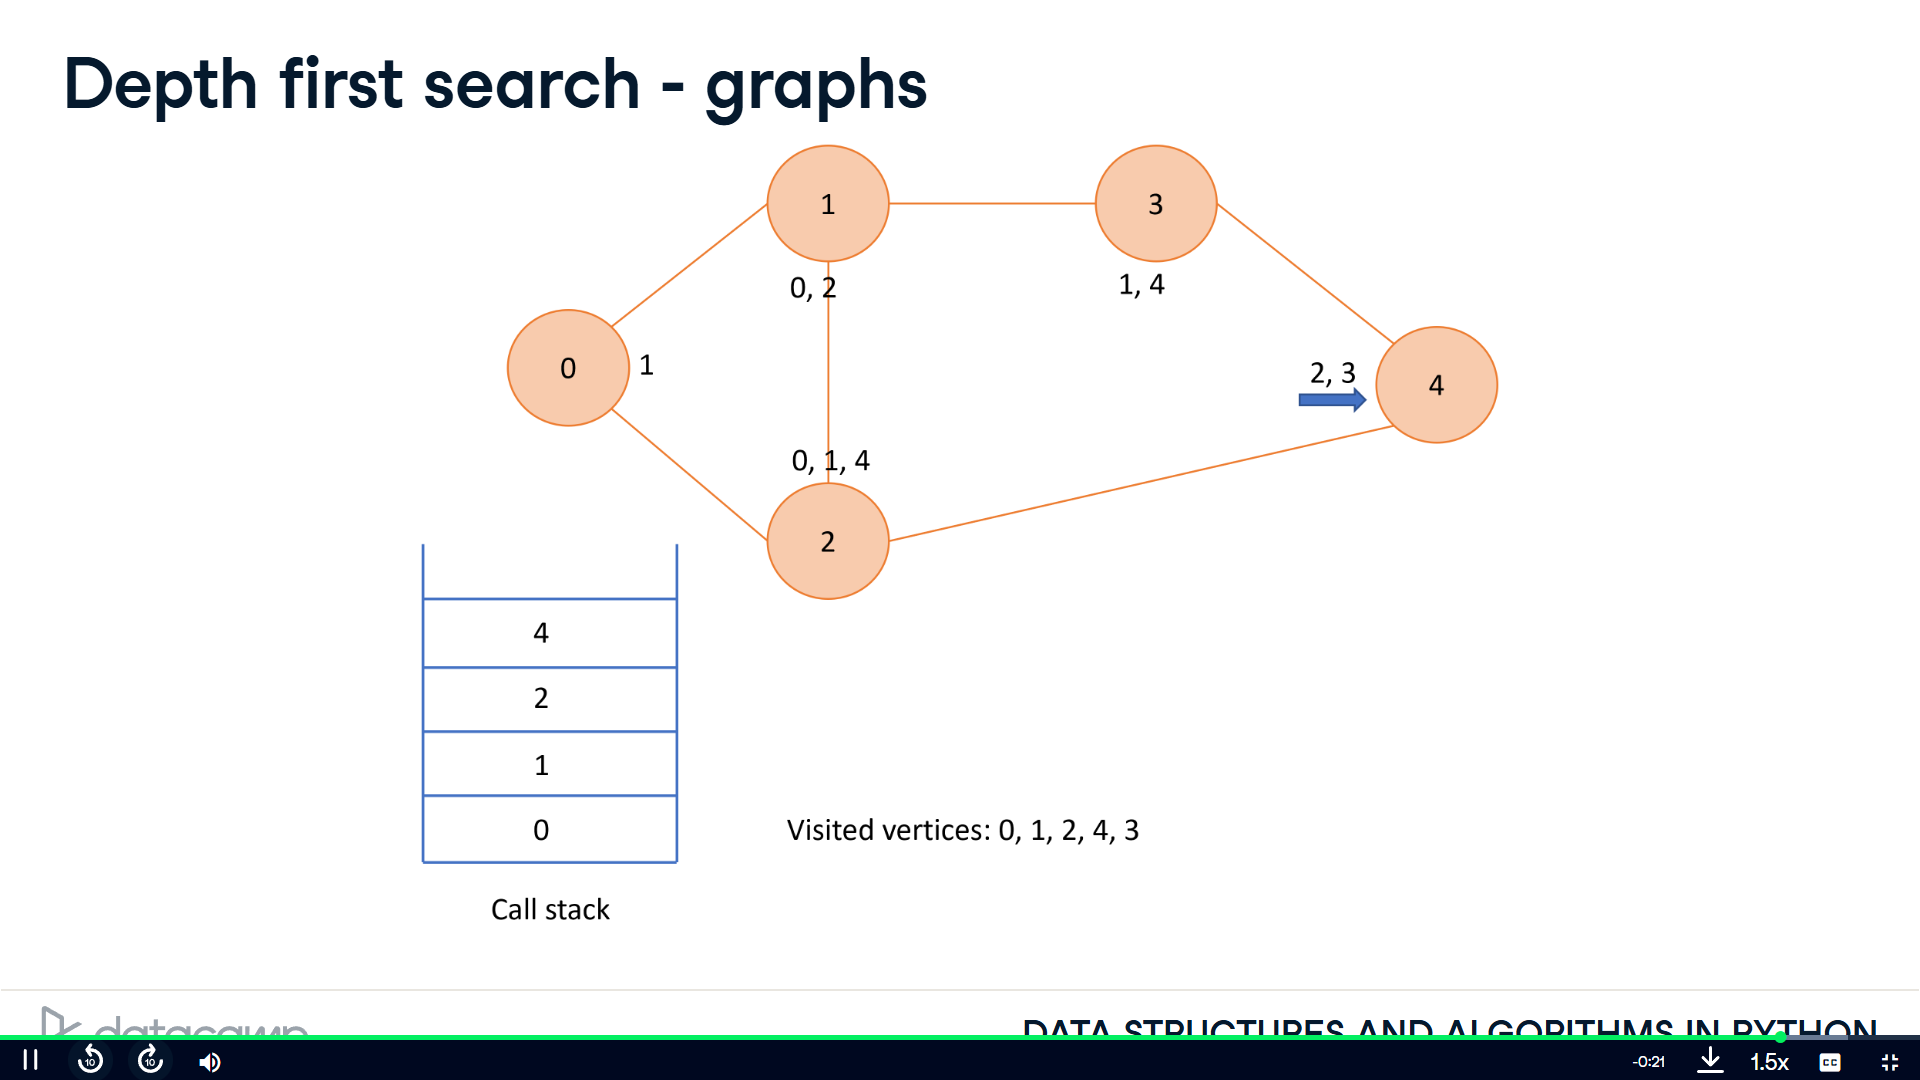 Depth first search - graphs
1
3
0, 2
1, 4
0
1
2, 3
4
0, 1, 4
2
4
2
1
0
Visited vertices: 0, 1, 2, 4, 3
Call stack
datacamp
DATA STRUCTURES AND ALGORITHMS IN PYTHON
10
10
-0:21
1.5x
CC